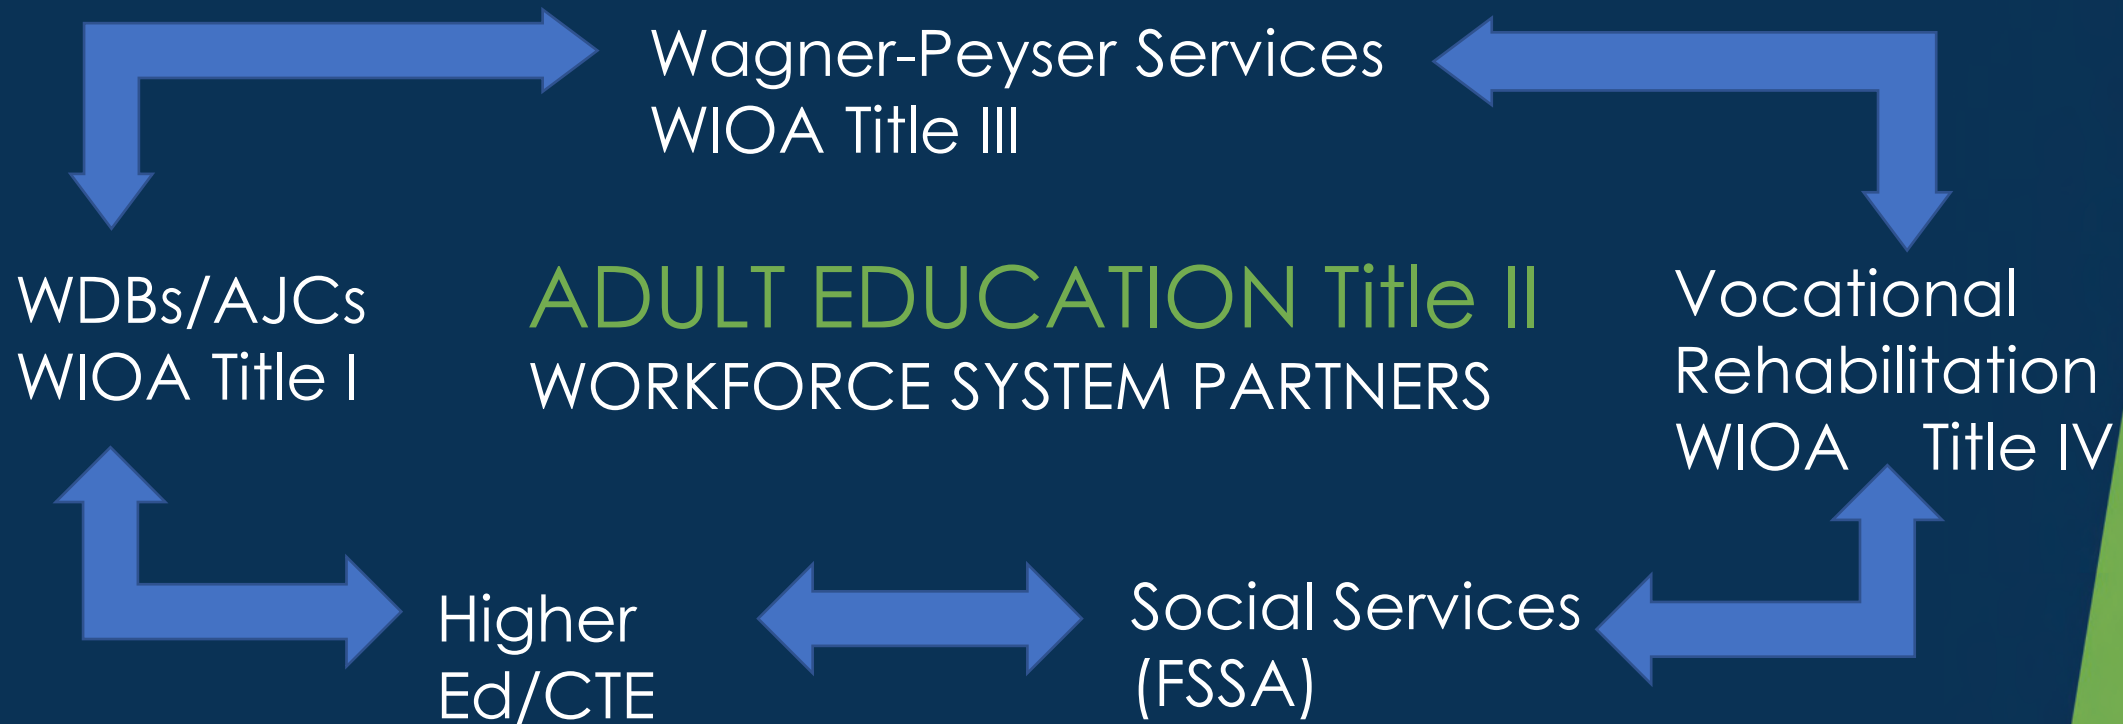 Wagner-Peyser Services
WIOA Title III
WDBs/AJCs
WIOA Title I
ADULT EDUCATION Title II
WORKFORCE SYSTEM PARTNERS
Vocational
Rehabilitation
WIOA Title IV
Higher
Ed/CTE
Social Services
(FSSA)